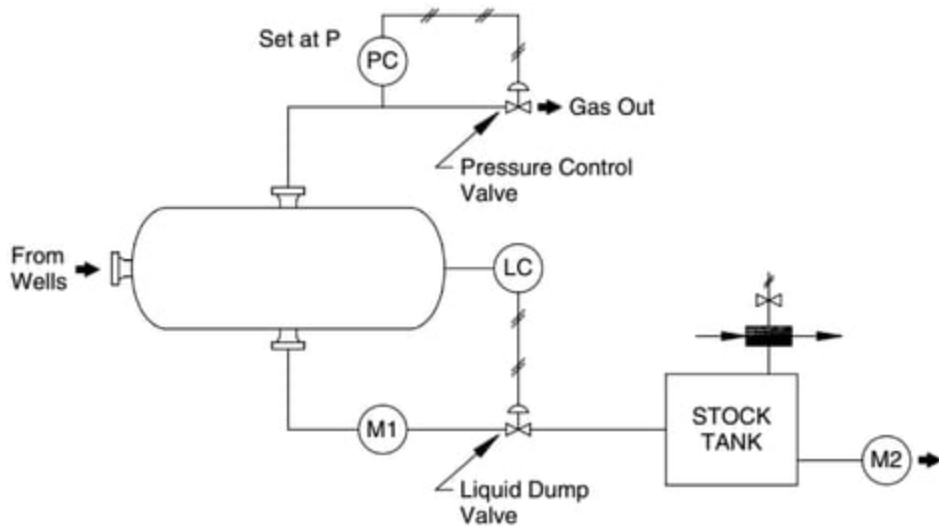 Set at P
PC
Gas Out
Pressure Control
Valve
From
Wells
LC
STOCK
TANK
M1
M2
Liquid Dump
Valve